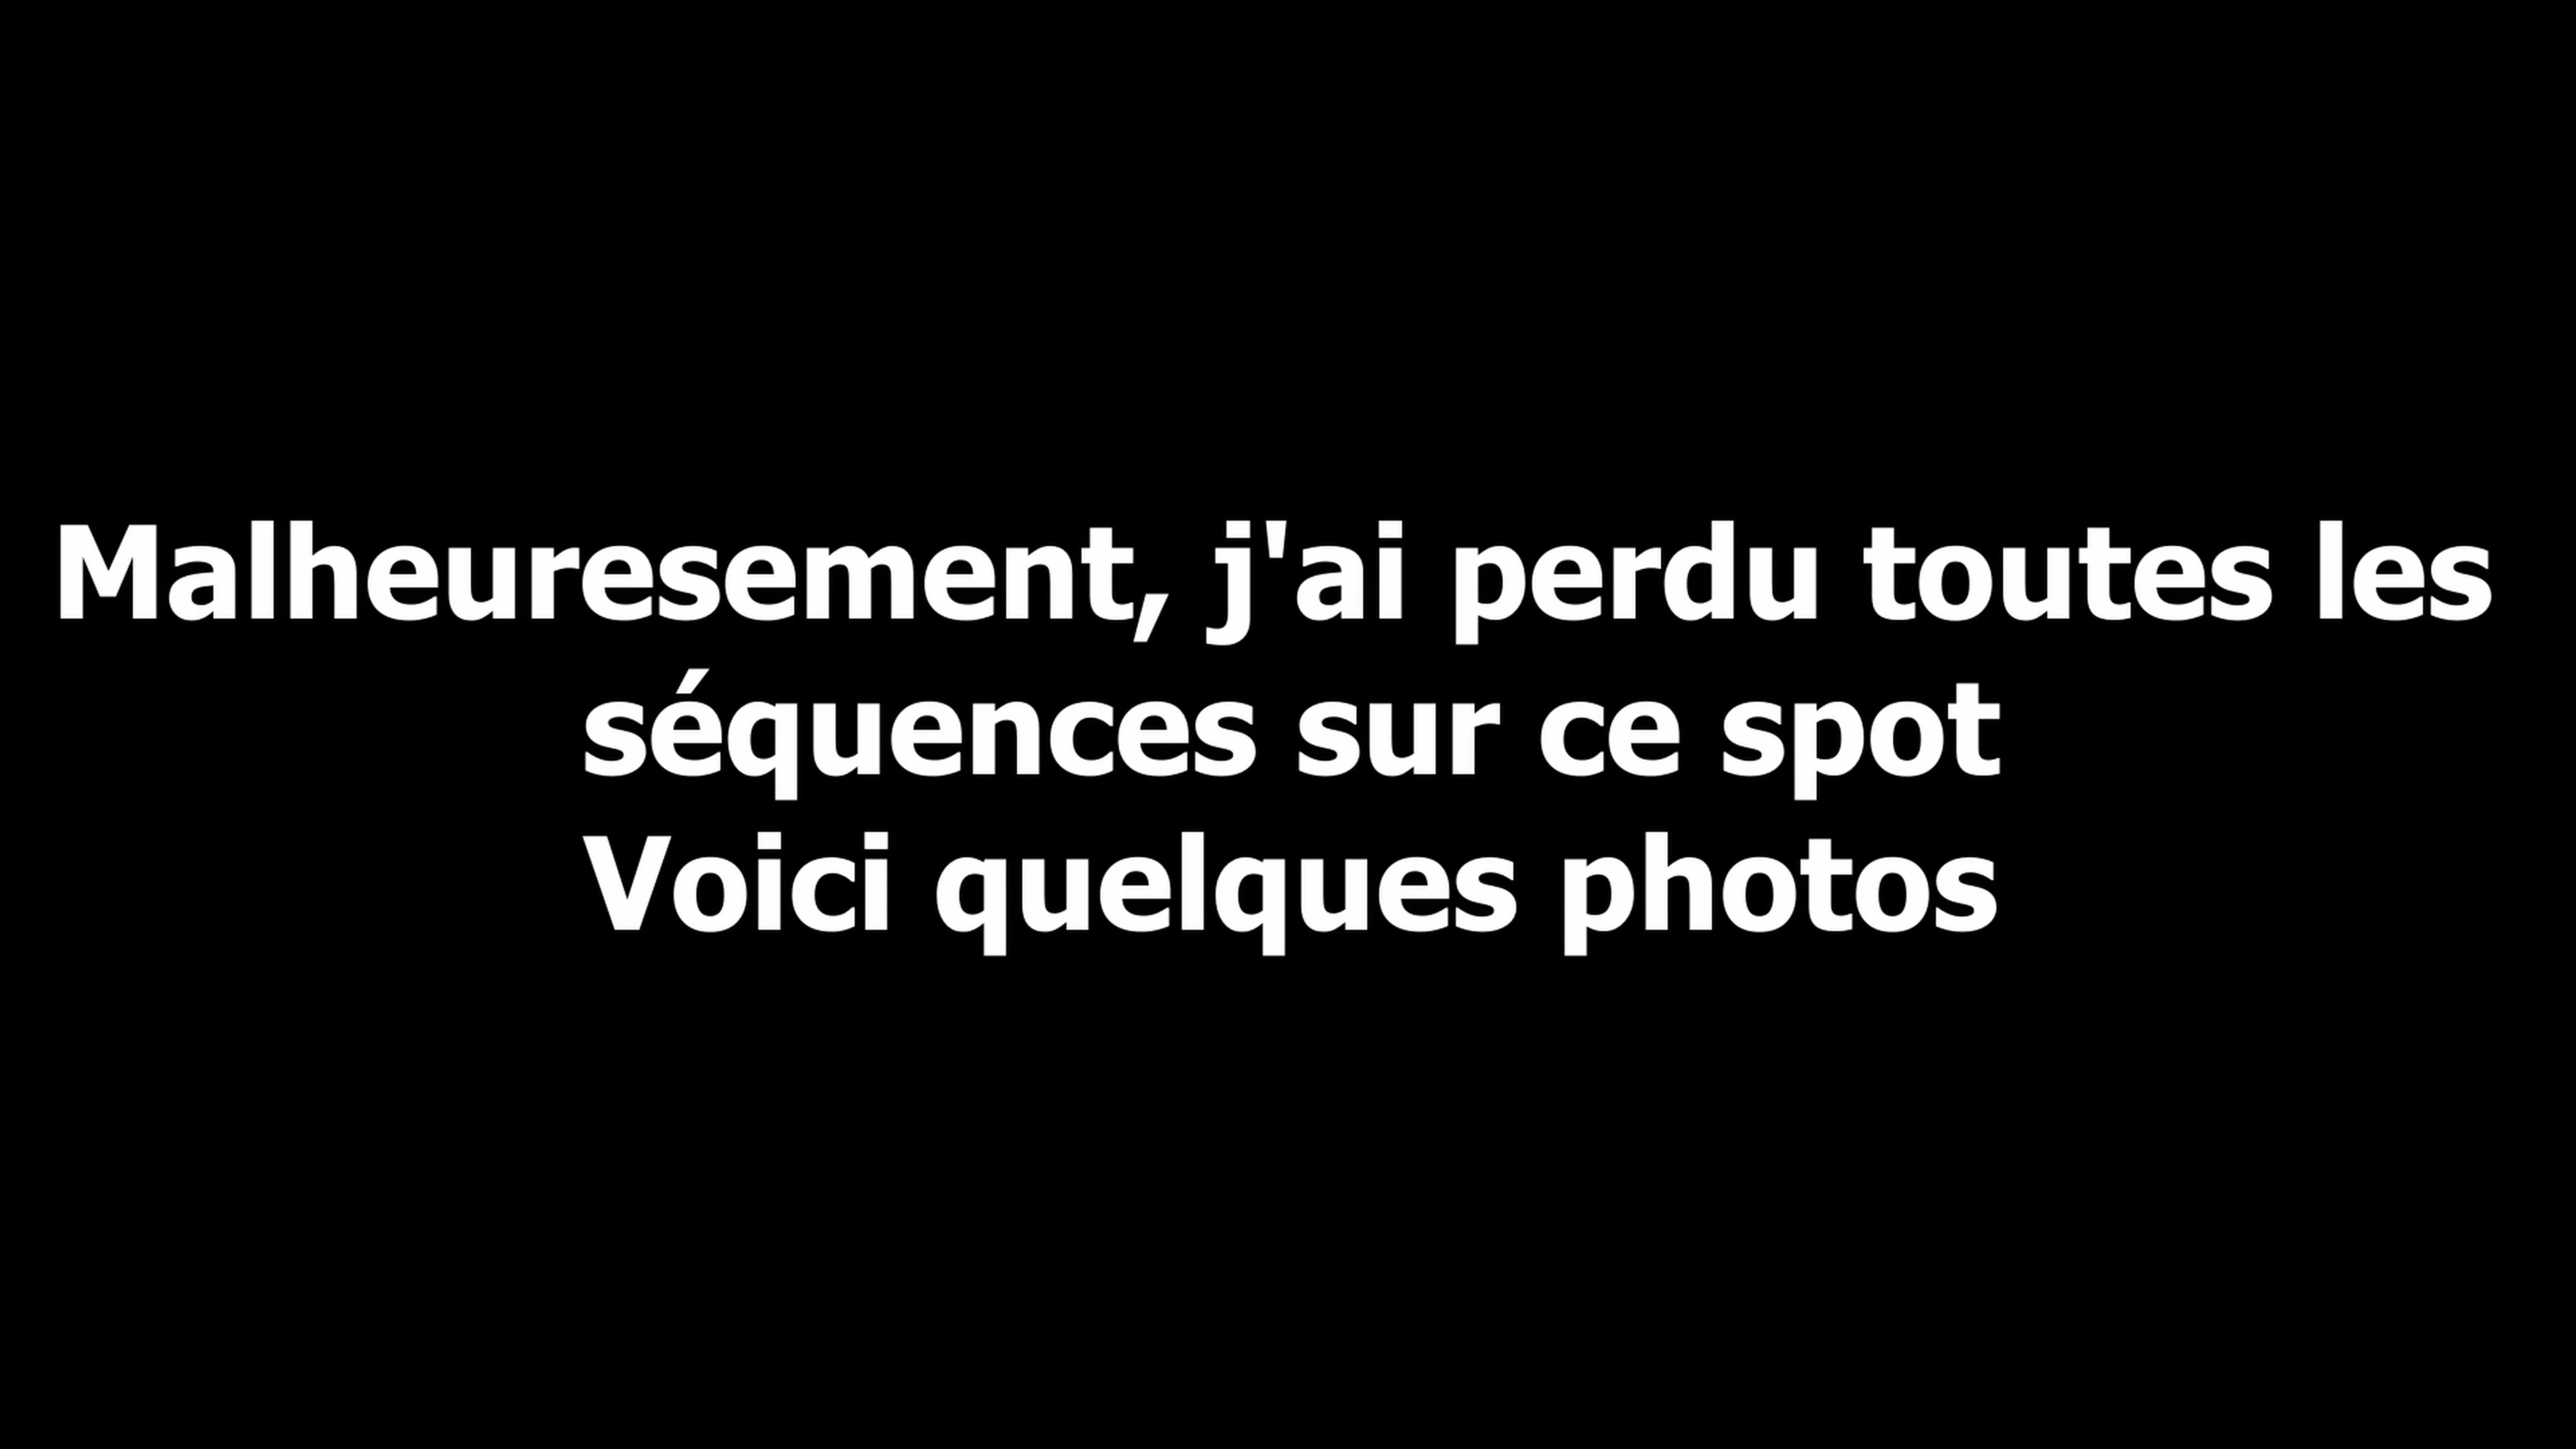 Malheuresement, j'ai perdu toutes les
séquences sur ce spot
Voici quelques photos